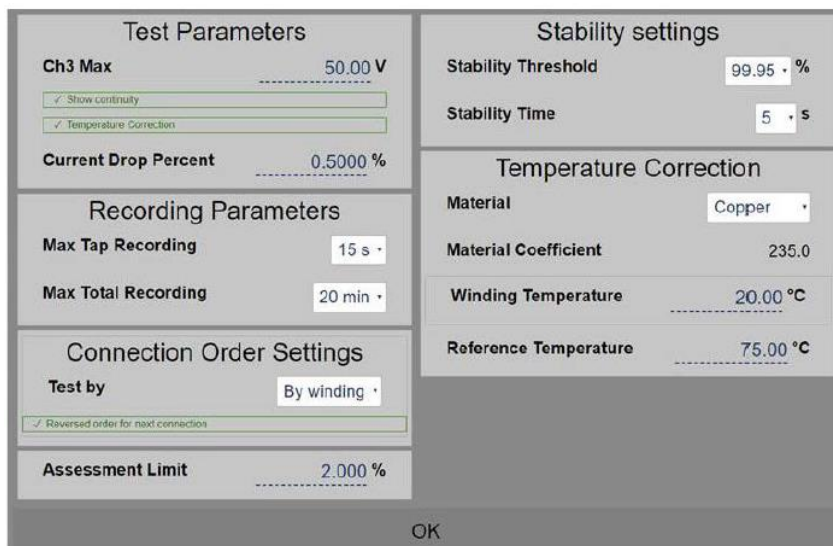 Test Parameters
Ch3 Max 50.00 V
✓ Show continuity
✓ Temperature Correction
Current Drop Percent 0.5000 %
Recording Parameters
Max Tap Recording 15 s
Max Total Recording 20 min
Connection Order Settings
Test by By winding
✓ Reversed order for next connection
Assessment Limit 2.000 %
Stability settings
Stability Threshold 99.95 %
Stability Time 5 s
Temperature Correction
Material Copper
Material Coefficient 235.0
Winding Temperature 20.00 °C
Reference Temperature 75.00 °C
OK